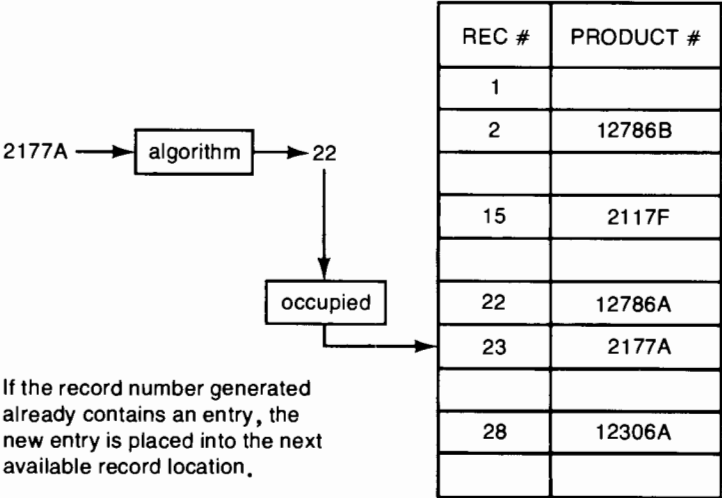 REC # PRODUCT #
1
2 12786B
2177A algorithm 22
15 2117F
occupied
22 12786A
23 2177A
28 12306A
If the record number generated
already contains an entry, the
new entry is placed into the next
available record location.